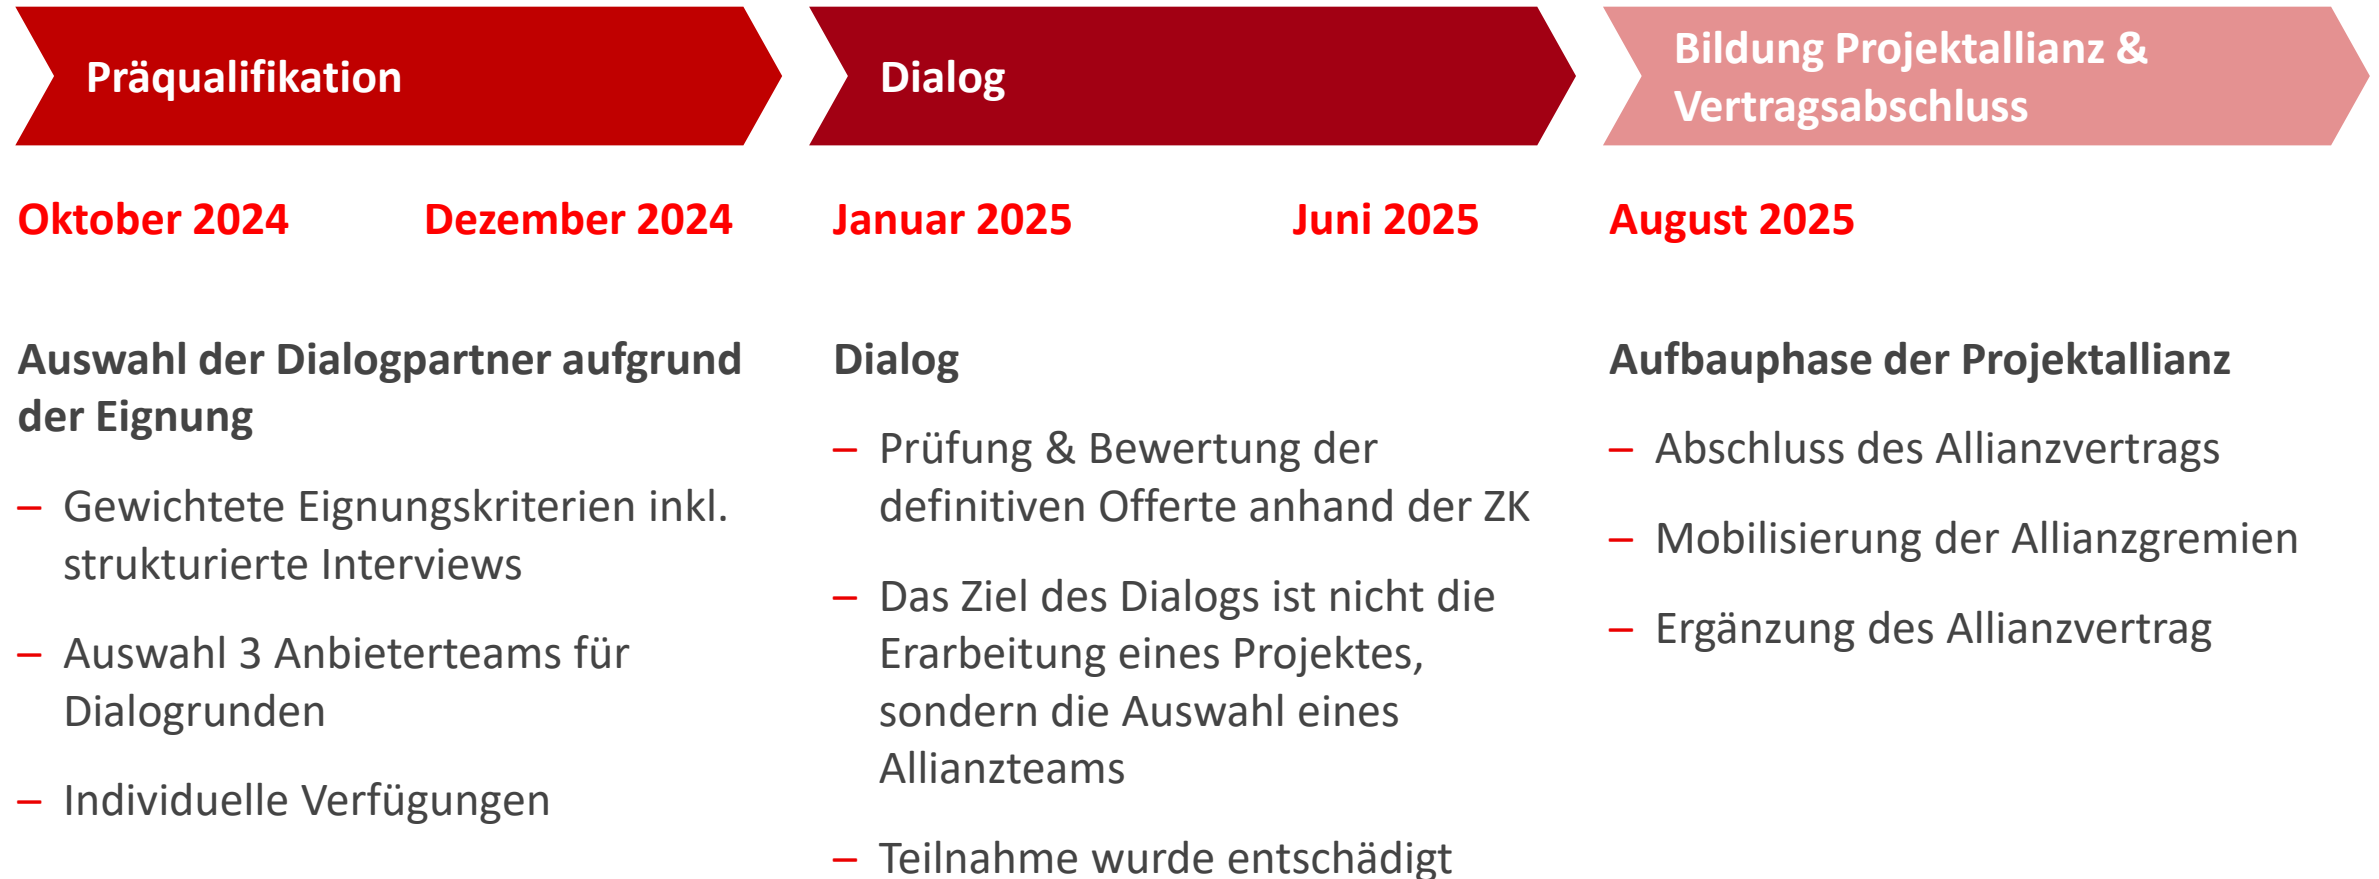 Präqualifikation
Oktober 2024
Dezember 2024
Auswahl der Dialogpartner aufgrund
der Eignung
– Gewichtete Eignungskriterien inkl.
strukturierte Interviews
– Auswahl 3 Anbieterteams für
Dialogrunden
– Individuelle Verfügungen
Dialog
Januar 2025
Juni 2025
Dialog
– Prüfung & Bewertung der
definitiven Offerte anhand der ZK
– Das Ziel des Dialogs ist nicht die
Erarbeitung eines Projektes,
sondern die Auswahl eines
Allianzteams
– Teilnahme wurde entschädigt
Bildung Projektallianz &
Vertragsabschluss
August 2025
Aufbauphase der Projektallianz
– Abschluss des Allianzvertrags
– Mobilisierung der Allianzgremien
– Ergänzung des Allianzvertrag